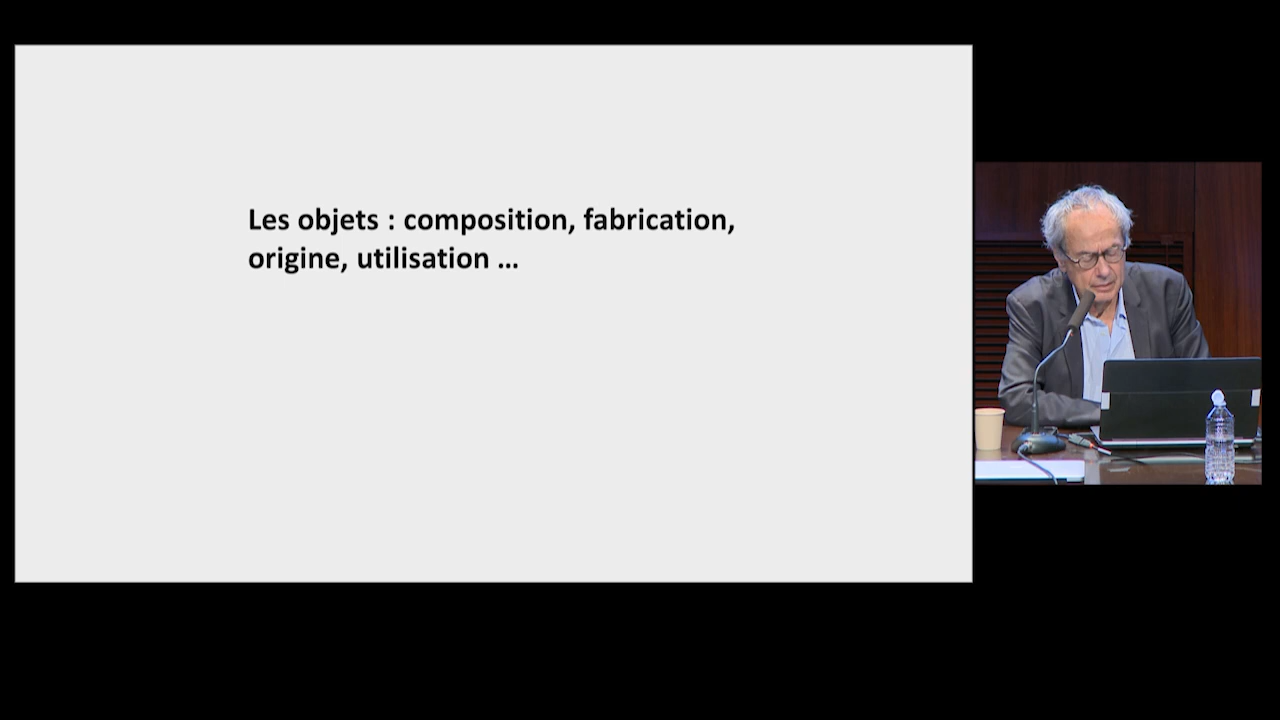 Les objets : composition, fabrication,
origine, utilisation ...